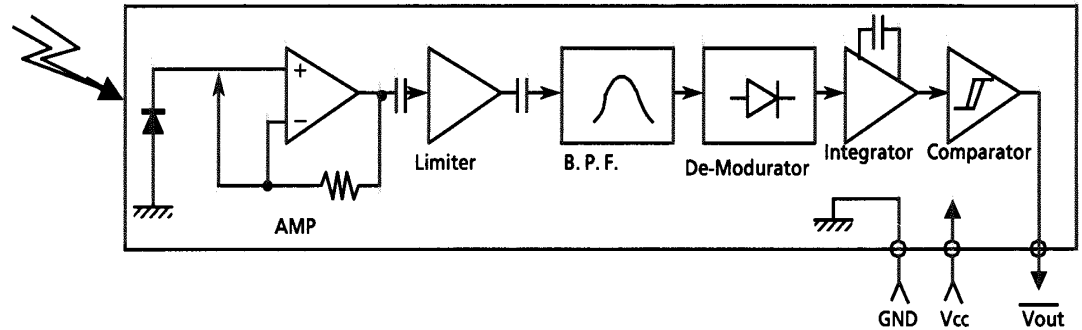 +
−
AMP
Limiter
B. P. F.
De-Modurator
Integrator
Comparator
GND
Vcc
Vout